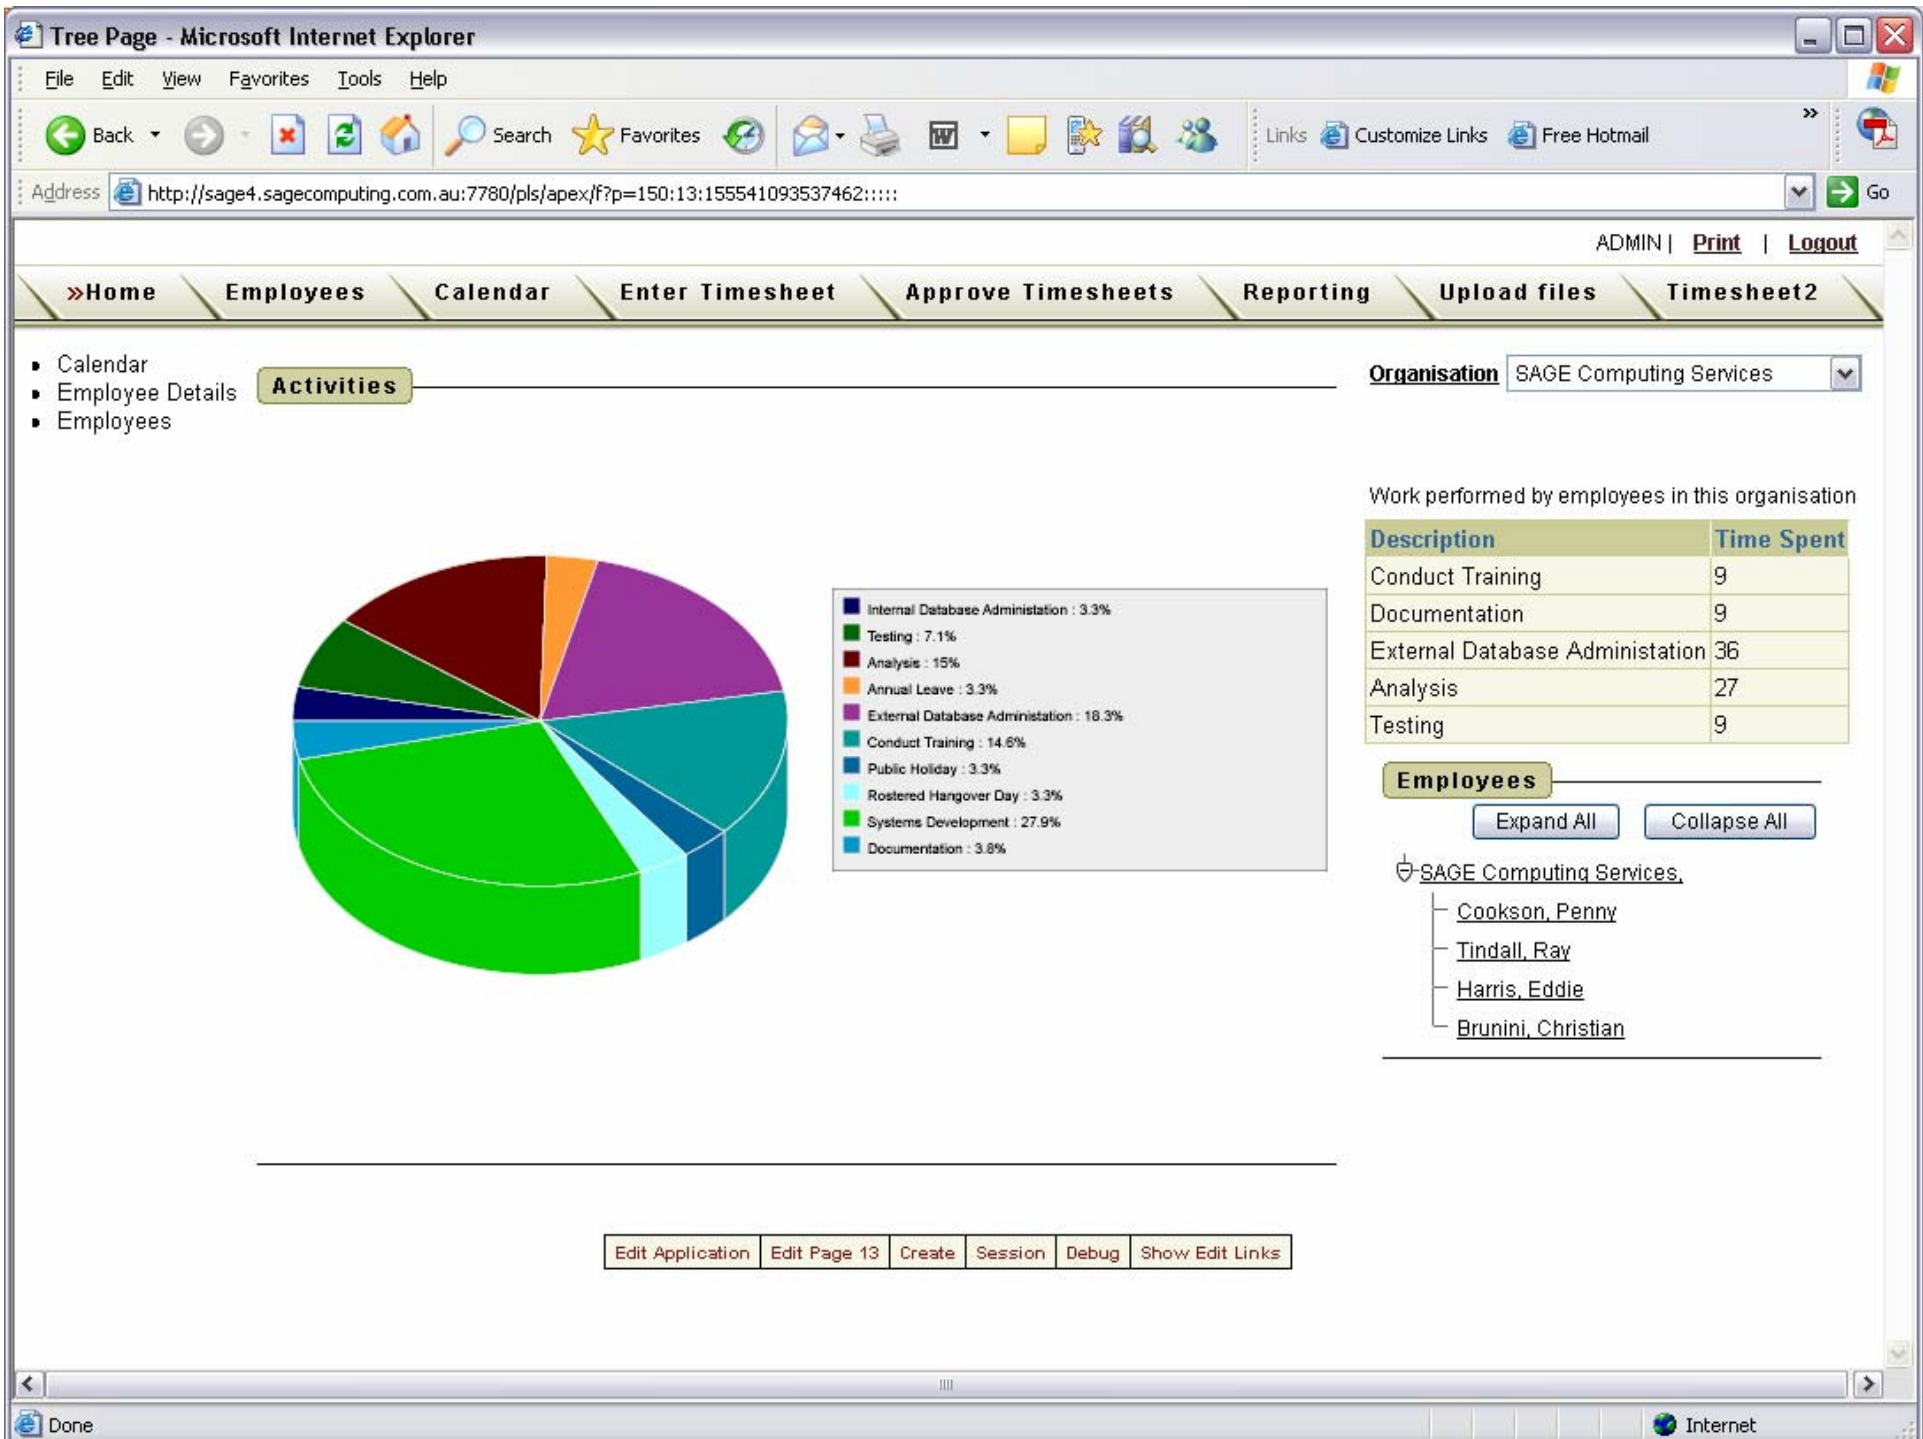 Tree Page - Microsoft Internet Explorer
File Edit View Favorites Tools Help
Back Search Favorites Links Customize Links Free Hotmail
Address http://sage4.sagecomputing.com.au:7780/pls/apex/f?p=150:13:155541093537462::::: Go
ADMIN | Print | Logout
»Home Employees Calendar Enter Timesheet Approve Timesheets Reporting Upload files Timesheet2
Calendar
Employee Details
Employees
Activities
Internal Database Administation : 3.3%
Testing : 7.1%
Analysis : 15%
Annual Leave : 3.3%
External Database Administation : 18.3%
Conduct Training : 14.6%
Public Holiday : 3.3%
Rostered Hangover Day : 3.3%
Systems Development : 27.9%
Documentation : 3.8%
Organisation SAGE Computing Services
Work performed by employees in this organisation
Description Time Spent
Conduct Training 9
Documentation 9
External Database Administation 36
Analysis 27
Testing 9
Employees
Expand All Collapse All
SAGE Computing Services,
Cookson, Penny
Tindall, Ray
Harris, Eddie
Brunini, Christian
Edit Application Edit Page 13 Create Session Debug Show Edit Links
Done Internet